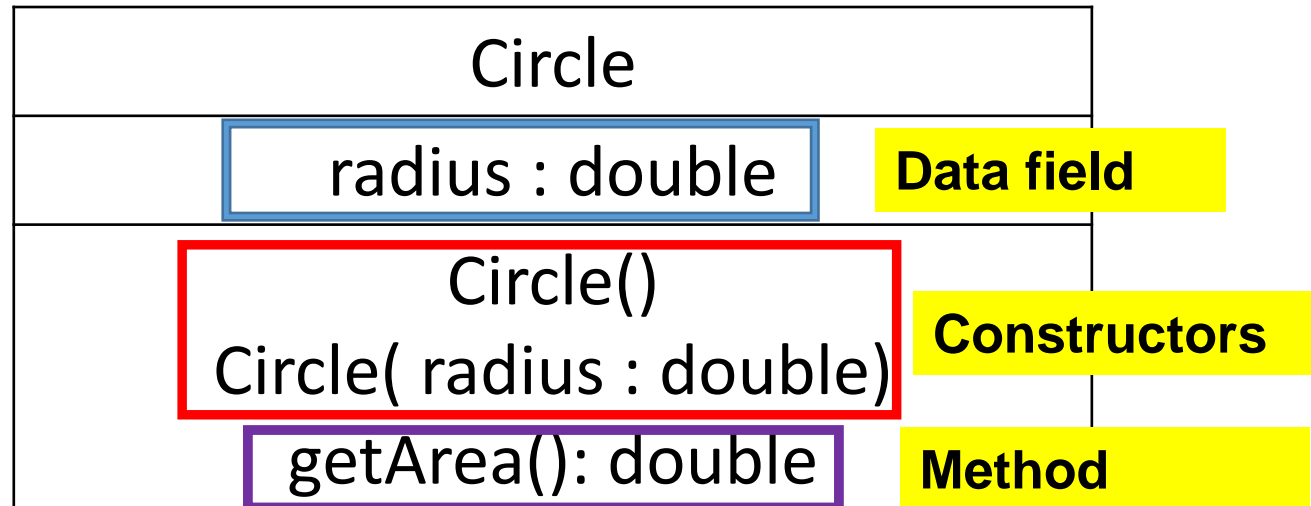 Circle
radius : double
Data field
Circle()
Circle( radius : double)
Constructors
getArea(): double
Method